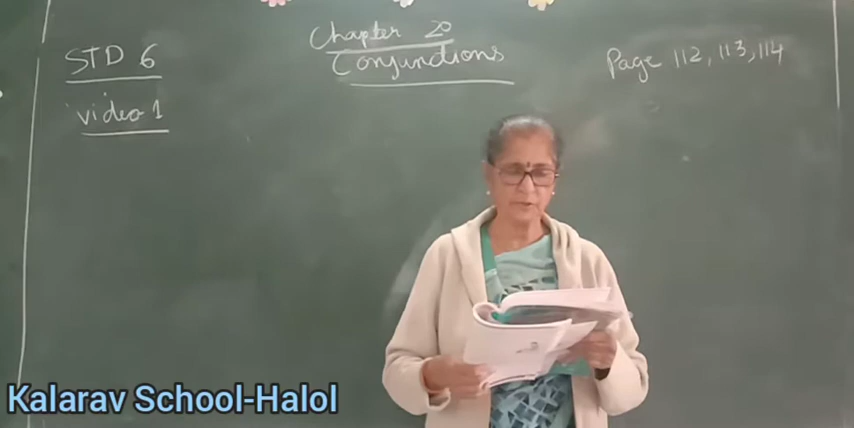 STD 6
Video 1
Chapter 20
Conjunctions
Page 112, 113, 114
Kalarav School-Halol